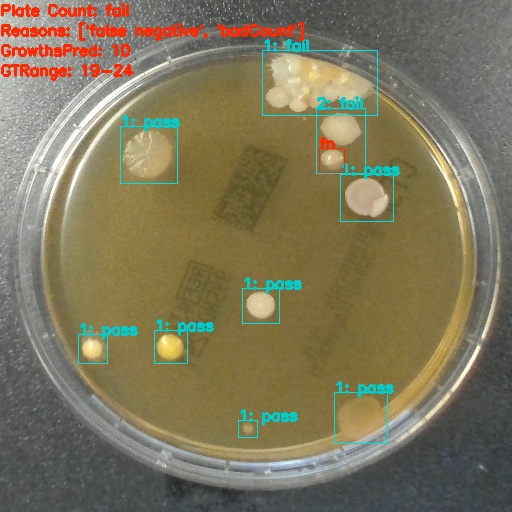 Plate Count: fail
Reasons: ['false negative', 'badCount']
GrowthsPred: 10
GTRange: 19-24
1: fail
2: fail
1: pass
fn
1: pass
1: pass
1: pass
1: pass
1: pass
1: pass